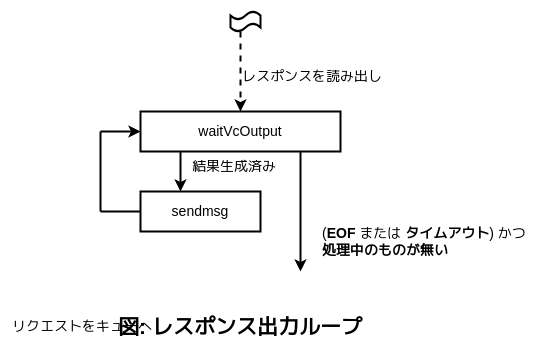 レスポンスを読み出し
waitVcOutput
結果生成済み
sendmsg
(EOF または タイムアウト) かつ
処理中のものが無い
リクエストをキューへ
図: レスポンス出力ループ